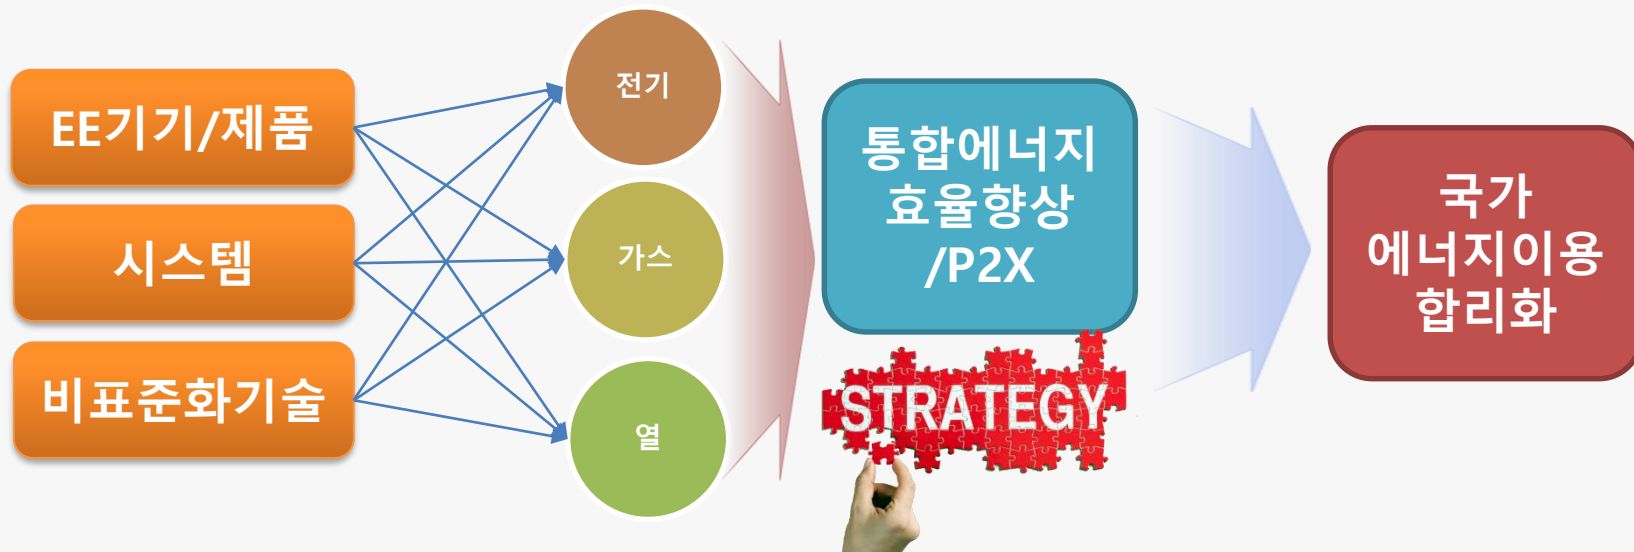 EE기기/제품
시스템
비표준화기술
전기
가스
열
통합에너지
효율향상
/P2X
STRATEGY
국가
에너지이용
합리화